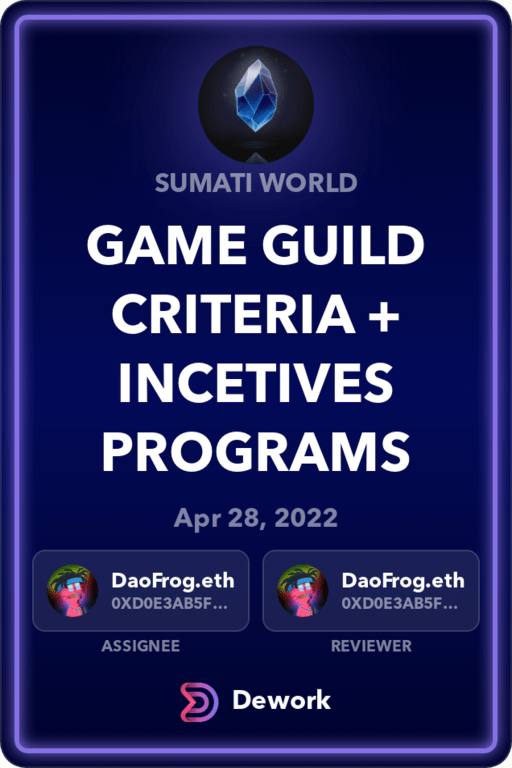 SUMATI WORLD
GAME GUILD
CRITERIA +
INCETIVES
PROGRAMS
Apr 28, 2022
DaoFrog.eth
0XD0E3AB5F...
ASSIGNEE
DaoFrog.eth
0XD0E3AB5F...
REVIEWER
Dework